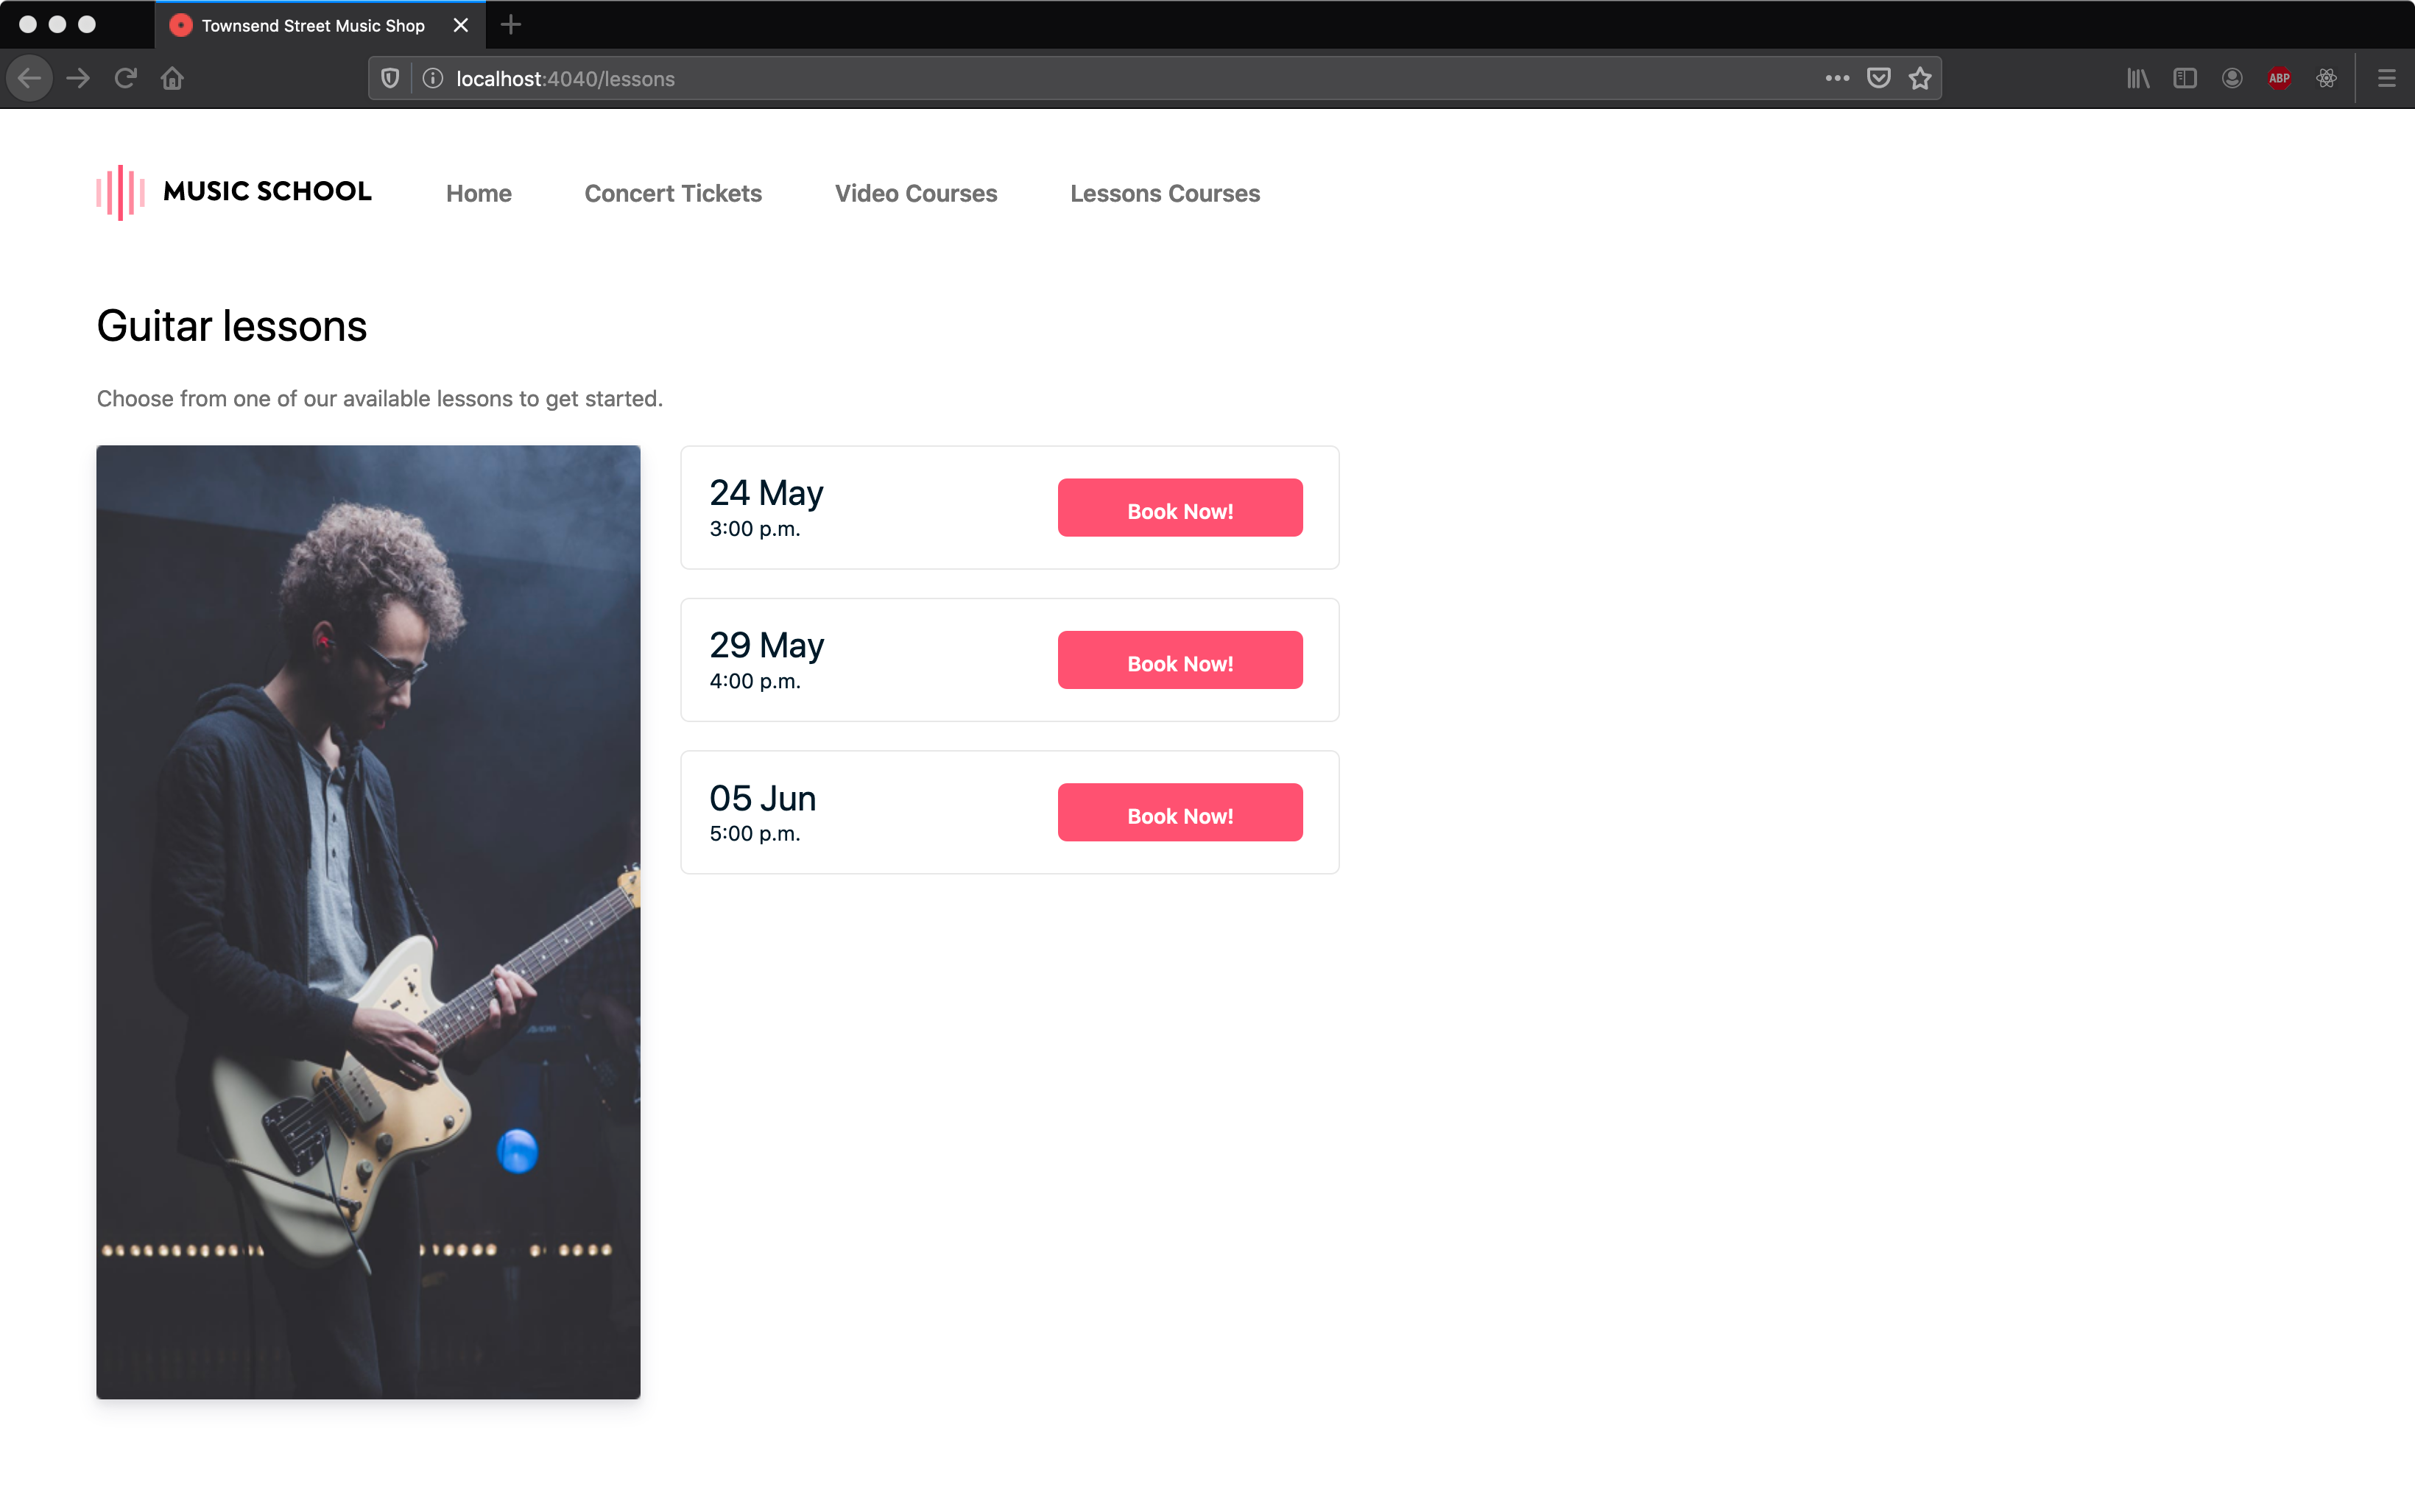 Townsend Street Music Shop
localhost:4040/lessons
ABP
MUSIC SCHOOL
Home
Concert Tickets
Video Courses
Lessons Courses
Guitar lessons
Choose from one of our available lessons to get started.
24 May
3:00 p.m.
Book Now!
29 May
4:00 p.m.
Book Now!
05 Jun
5:00 p.m.
Book Now!